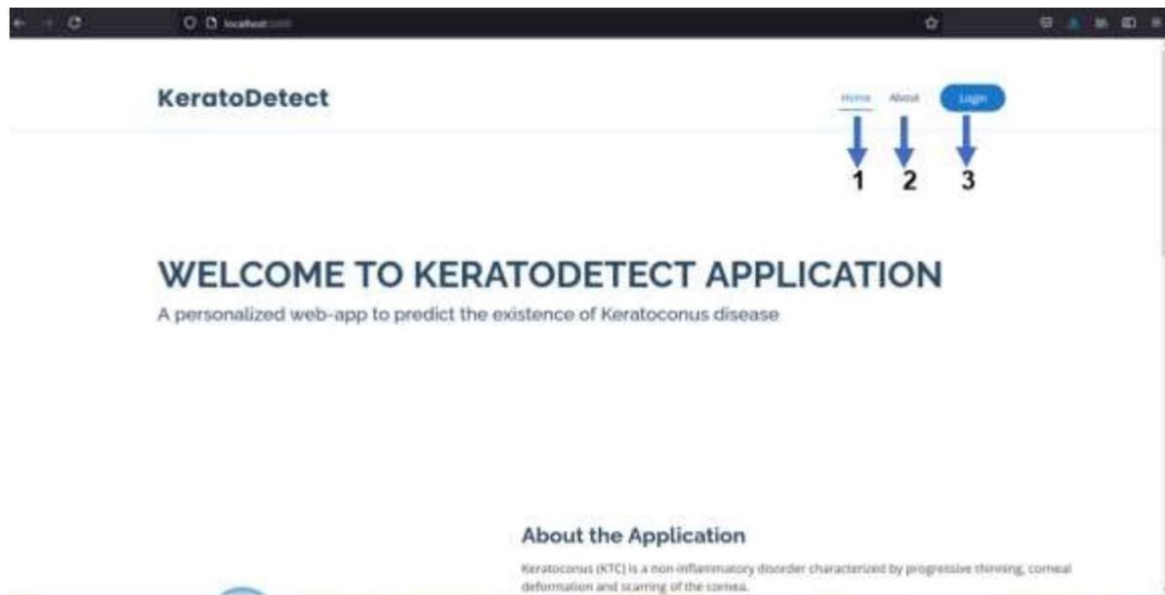 localhost
KeratoDetect
Home About Login
1 2 3
WELCOME TO KERATODETECT APPLICATION
A personalized web-app to predict the existence of Keratoconus disease
About the Application
Keratoconus (KTC) is a non-inflammatory disorder characterized by progressive thinning, corneal
deformation and scarring of the cornea.